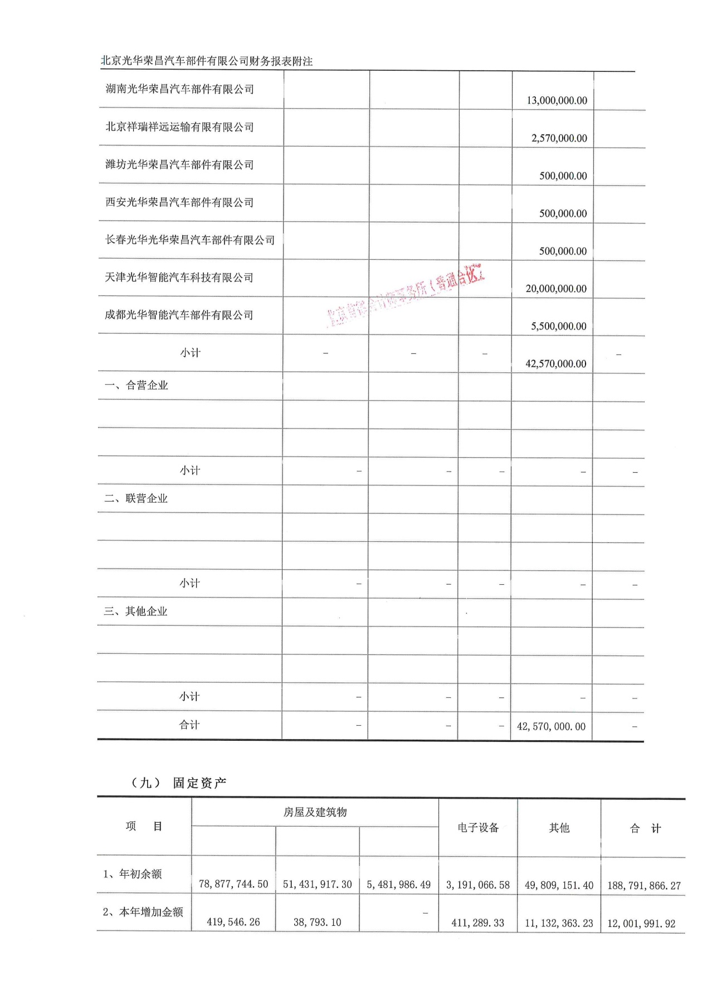 北京光华荣昌汽车部件有限公司财务报表附注
湖南光华荣昌汽车部件有限公司 13,000,000.00
北京祥瑞祥远运输有限有限公司 2,570,000.00
潍坊光华荣昌汽车部件有限公司 500,000.00
西安光华荣昌汽车部件有限公司 500,000.00
长春光华光华荣昌汽车部件有限公司 500,000.00
天津光华智能汽车科技有限公司 20,000,000.00
事务所（普通合伙）
成都光华智能汽车部件有限公司 5,500,000.00
小计 – – – 42,570,000.00 –
一、合营企业
小计 – – – – –
二、联营企业
小计 – – – – –
三、其他企业
小计 – – – – –
合计 – – – 42,570,000.00 –
（九） 固定资产
项 目 房屋及建筑物 电子设备 其他 合 计
1、年初余额 78,877,744.50 51,431,917.30 5,481,986.49 3,191,066.58 49,809,151.40 188,791,866.27
2、本年增加金额 419,546.26 38,793.10 – 411,289.33 11,132,363.23 12,001,991.92